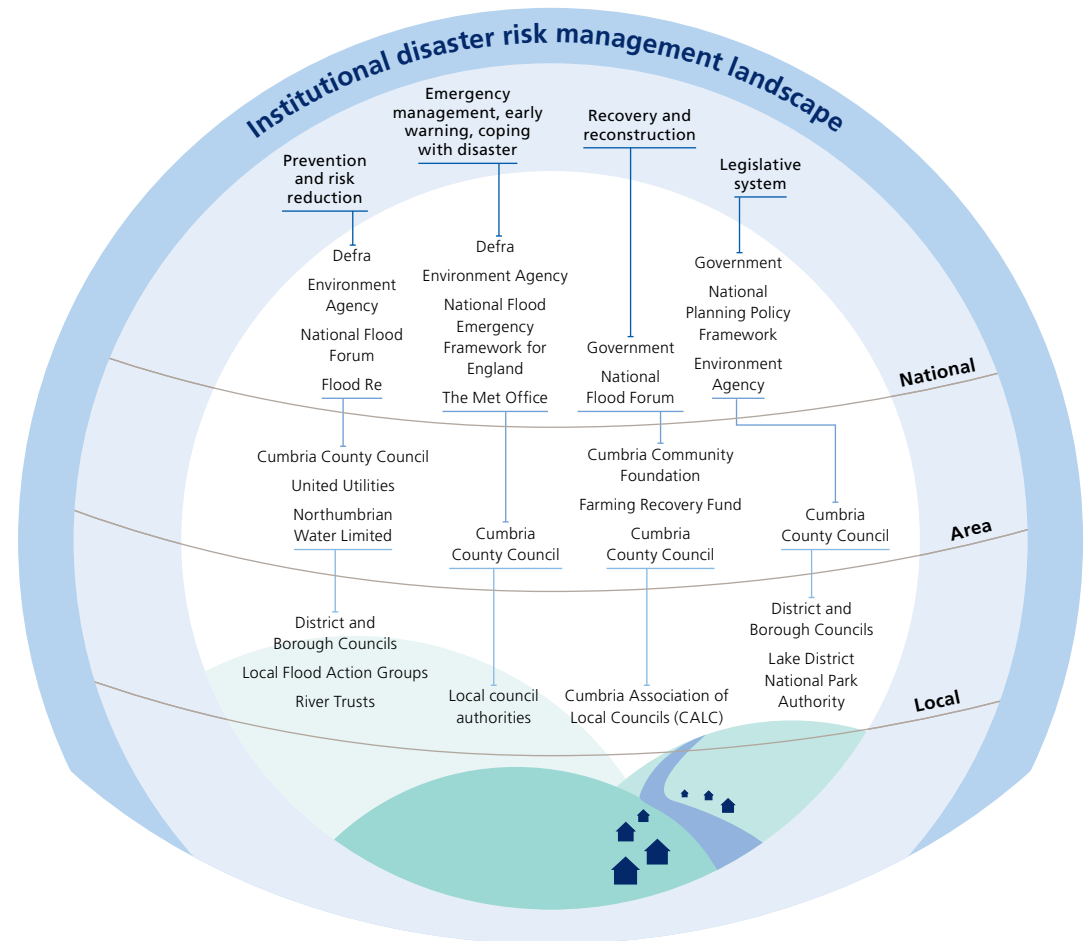 Institutional disaster risk management landscape
Prevention
and risk
reduction
Defra
Environment
Agency
National Flood
Forum
Flood Re
Cumbria County Council
United Utilities
Northumbrian
Water Limited
District and
Borough Councils
Local Flood Action Groups
River Trusts
Emergency
management, early
warning, coping
with disaster
Defra
Environment Agency
National Flood
Emergency
Framework for
England
The Met Office
Cumbria
County Council
Local council
authorities
Recovery and
reconstruction
Government
National
Flood Forum
Cumbria Community
Foundation
Farming Recovery Fund
Cumbria
County Council
Cumbria Association of
Local Councils (CALC)
Legislative
system
Government
National
Planning Policy
Framework
Environment
Agency
Cumbria
County Council
District and
Borough Councils
Lake District
National Park
Authority
National
Area
Local